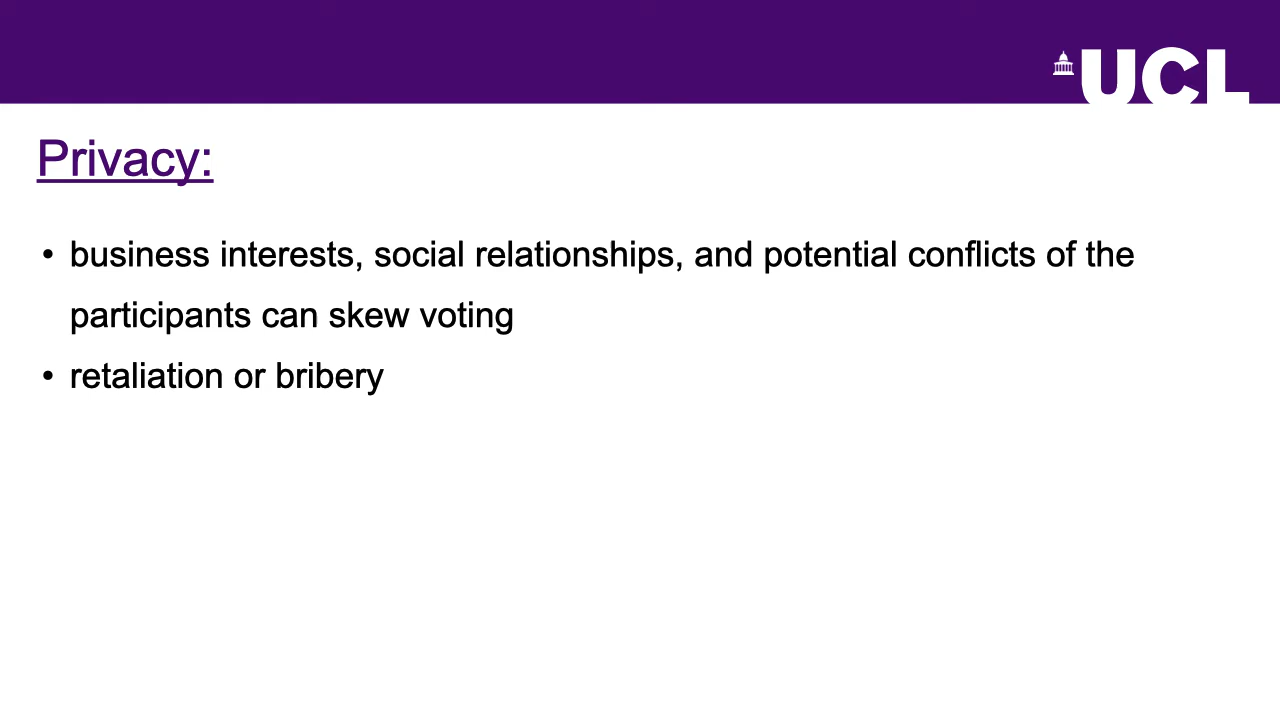 UCL
Privacy:
• business interests, social relationships, and potential conflicts of the
participants can skew voting
• retaliation or bribery